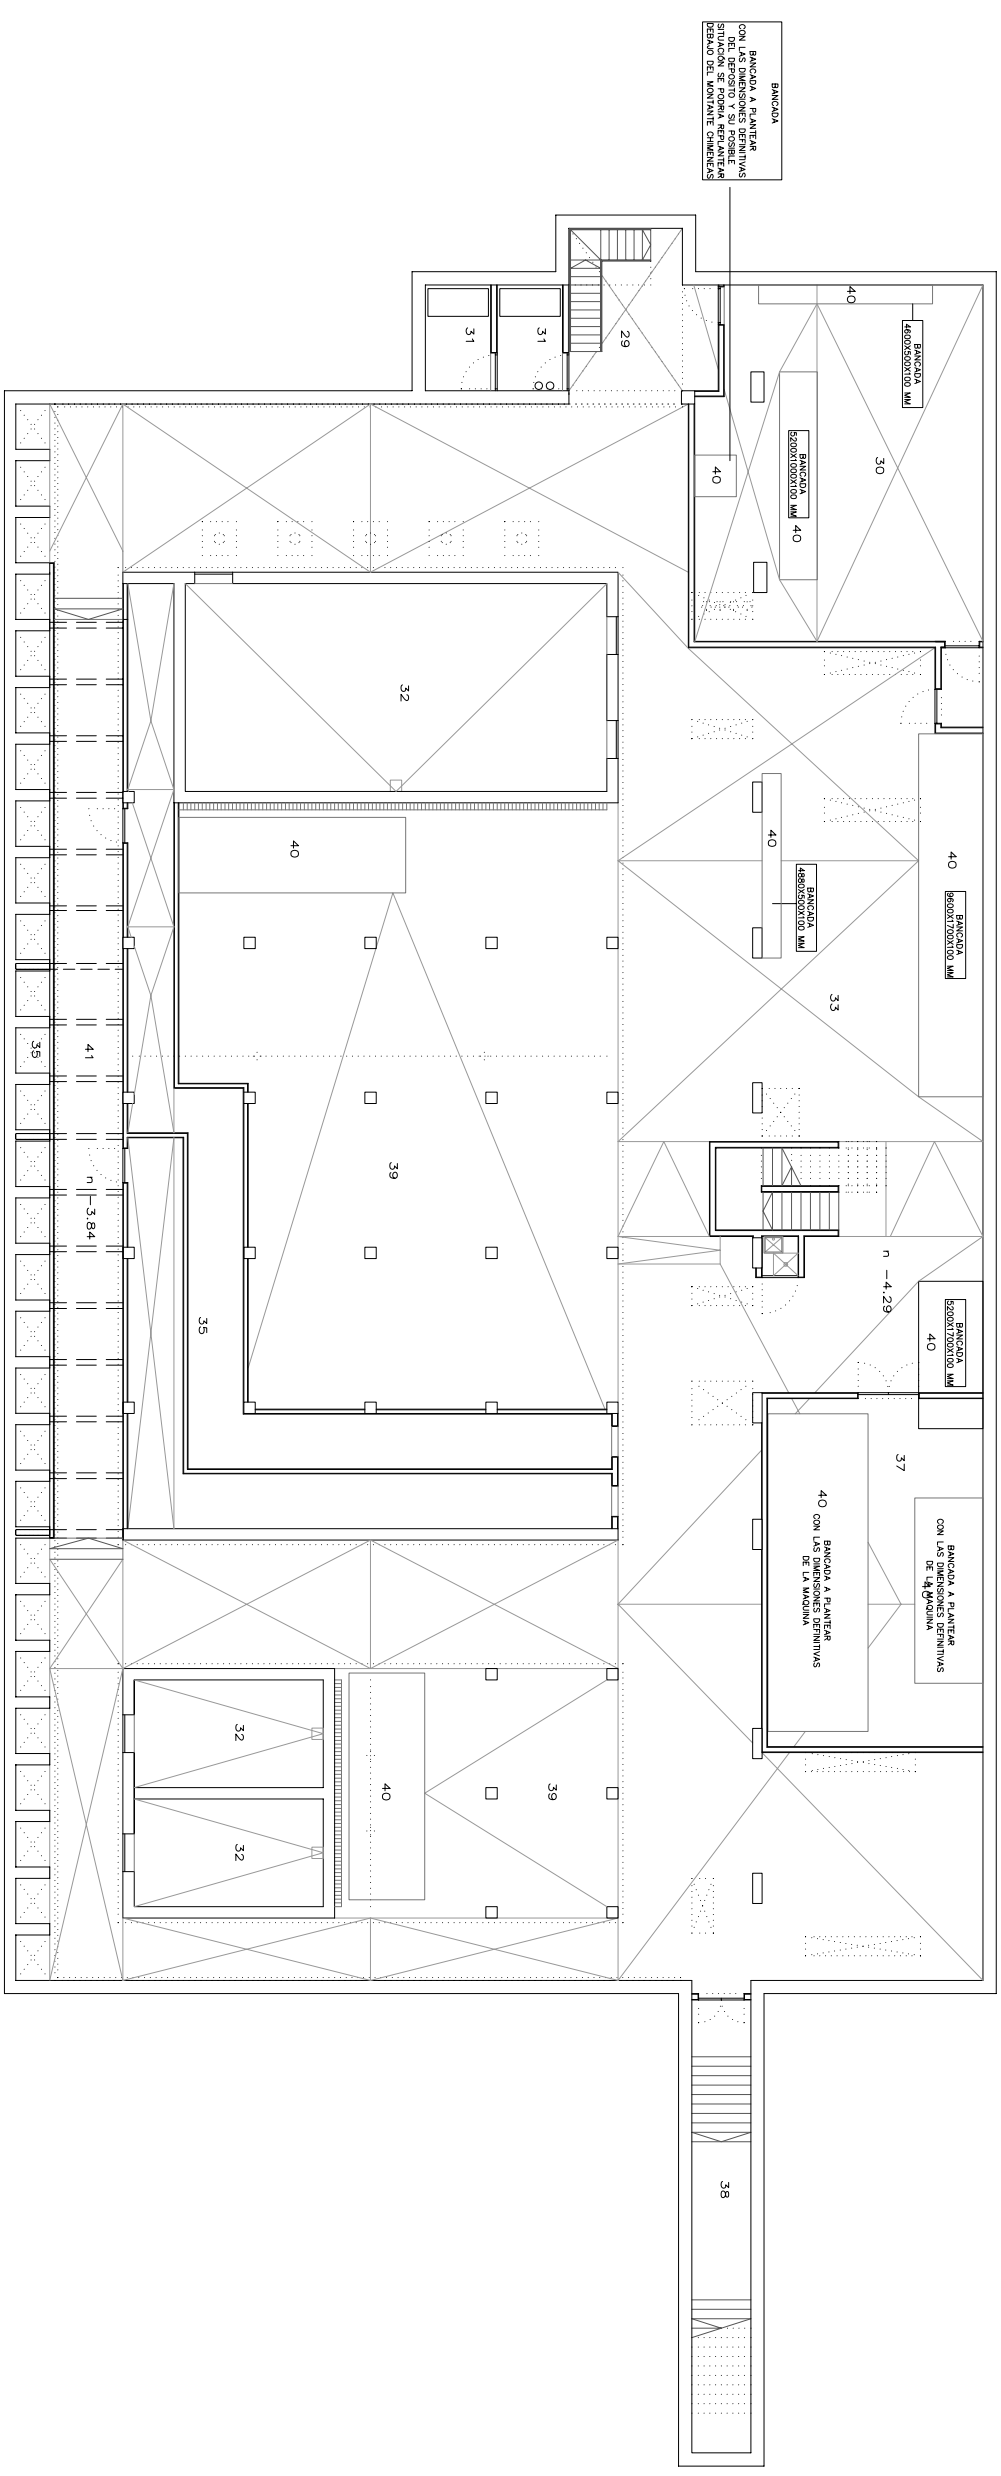 BANCADA
9600X1700X100 MM
40
BANCADA
5200X1700X100 MM
40
BANCADA A PLANTEAR
CON LAS DIMENSIONES DEFINITIVAS
DE LA MAQUINA
40
BANCADA
4600X500X100 MM
37
n -4.29
30
40
33
BANCADA A PLANTEAR
CON LAS DIMENSIONES DEFINITIVAS
DE LA MAQUINA
40
BANCADA
4880X500X100 MM
BANCADA
5200X1000X100 MM
40
40
BANCADA
BANCADA A PLANTEAR
CON LAS DIMENSIONES DEFINITIVAS
DEL DEPOSITO Y SU POSIBLE
SITUACIÓN SE PODRIA REPLANTEAR
DEBAJO DEL MONTANTE CHIMENEAS
38
40
29
31
31
39
32
39
40
40
32
32
35
41
n -3.84
35